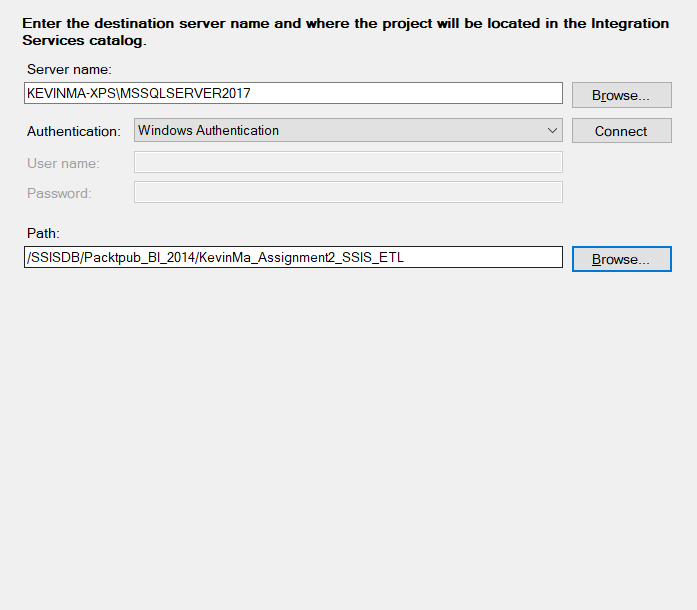 Enter the destination server name and where the project will be located in the Integration
Services catalog.
Server name:
KEVINMA-XPS\MSSQLSERVER2017
Browse...
Authentication:
Windows Authentication
Connect
User name:
Password:
Path:
/SSISDB/Packtpub_BI_2014/KevinMa_Assignment2_SSIS_ETL
Browse...